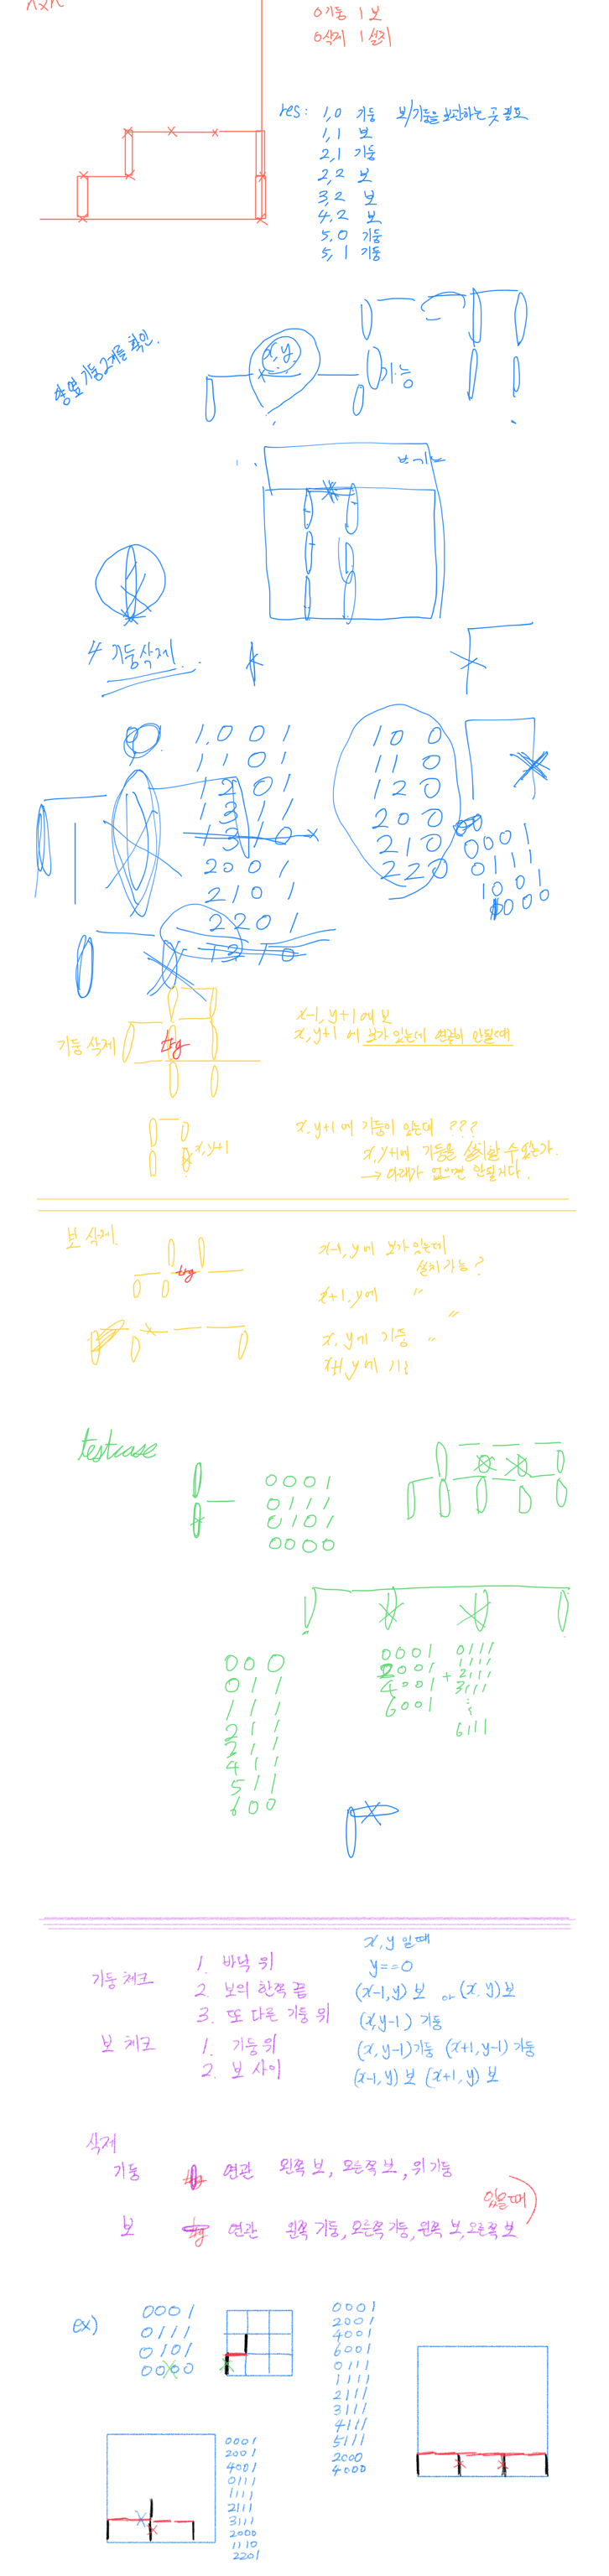 nxn
0 기둥 1 보
0 삭제 1 설치
res: 1,0 기둥 보/기둥을 보관하는 곳 필요
1,1 보
2,1 기둥
2,2 보
3,2 보
4,2 보
5,0 기둥
5,1 기둥
양옆 기둥 2개를 확인.
x,y
가능
4 기둥삭제..
1,0 0 1
1 1 0 1
1 2 0 1
1 3 1 1
1 3 1 0
2 0 0 1
2 1 0 1
2 2 0 1
1 2 1 0
1 0 0
1 1 0
1 2 0
2 0 0
2 1 0
2 2 0
0 0 0 1
0 1 1 1
1 0 0 1
0 0 0 0
기둥 삭제
trg
x-1, y+1 에 보
x, y+1 에 보가 있는데 연결이 안될때
x,y+1
x, y+1 에 기둥이 있는데 ???
x, y+1에 기둥을 설치할 수 있는가.
→ 아래가 없으면 안될거다.
보 삭제.
trg
x-1, y에 보가 있는데
설치 가능?
x+1, y에 "
"
x, y에 기둥 "
x+1, y에 기둥
testcase
0 0 0 1
0 1 1 1
0 1 0 1
0 0 0 0
0 0 0
0 1 1
1 1 1
2 1 1
2 1 1
4 1 1
5 1 1
6 0 0
0 0 0 1
2 0 0 1
4 0 0 1
6 0 0 1
+
0 1 1 1
1 1 1 1
2 1 1 1
3 1 1 1
6 1 1 1
x, y 일때
기둥 체크 1. 바닥 위 y==0
2. 보의 한쪽 끝 (x-1,y) 보 or (x,y)보
3. 또 다른 기둥 위 (x,y-1) 기둥
보 체크 1. 기둥위 (x, y-1)기둥 (x+1, y-1) 기둥
2. 보 사이 (x-1, y) 보 (x+1, y) 보
삭제
기둥 trg 연관 왼쪽 보, 오른쪽 보, 위 기둥
있을때
보 trg 연관 왼쪽 기둥, 오른쪽 기둥, 왼쪽 보, 오른쪽 보
ex)
0 0 0 1
0 1 1 1
0 1 0 1
0 0 0 0
0 0 0 1
2 0 0 1
4 0 0 1
6 0 0 1
0 1 1 1
1 1 1 1
2 1 1 1
3 1 1 1
4 1 1 1
5 1 1 1
2 0 0 0
4 0 0 0
0 0 0 1
2 0 0 1
4 0 0 1
0 1 1 1
1 1 1 1
2 1 1 1
3 1 1 1
2 0 0 0
1 1 1 0
2 2 0 1